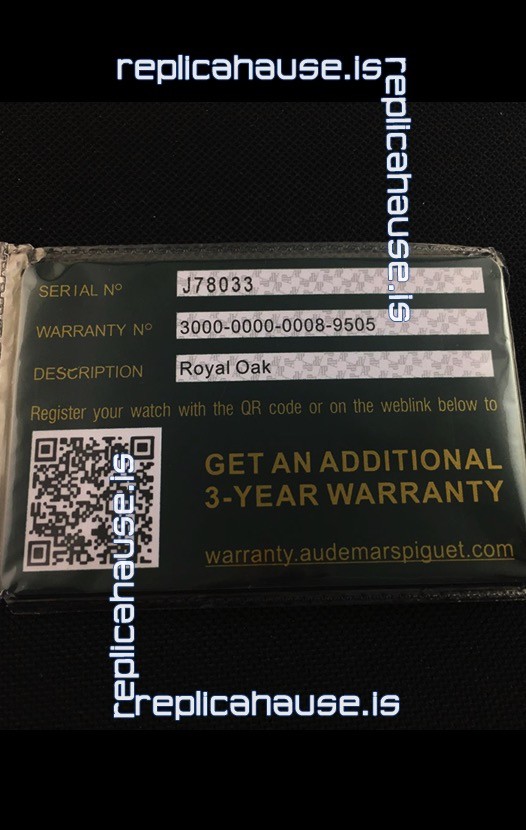 replicahause.is
replicahause.is
SERIAL Nº
J78033
WARRANTY Nº
3000-0000-0008-9505
DESCRIPTION
Royal Oak
Register your watch with the QR code or on the weblink below to
GET AN ADDITIONAL
3-YEAR WARRANTY
warranty.audemarspiguet.com
replicahause.is
replicahause.is